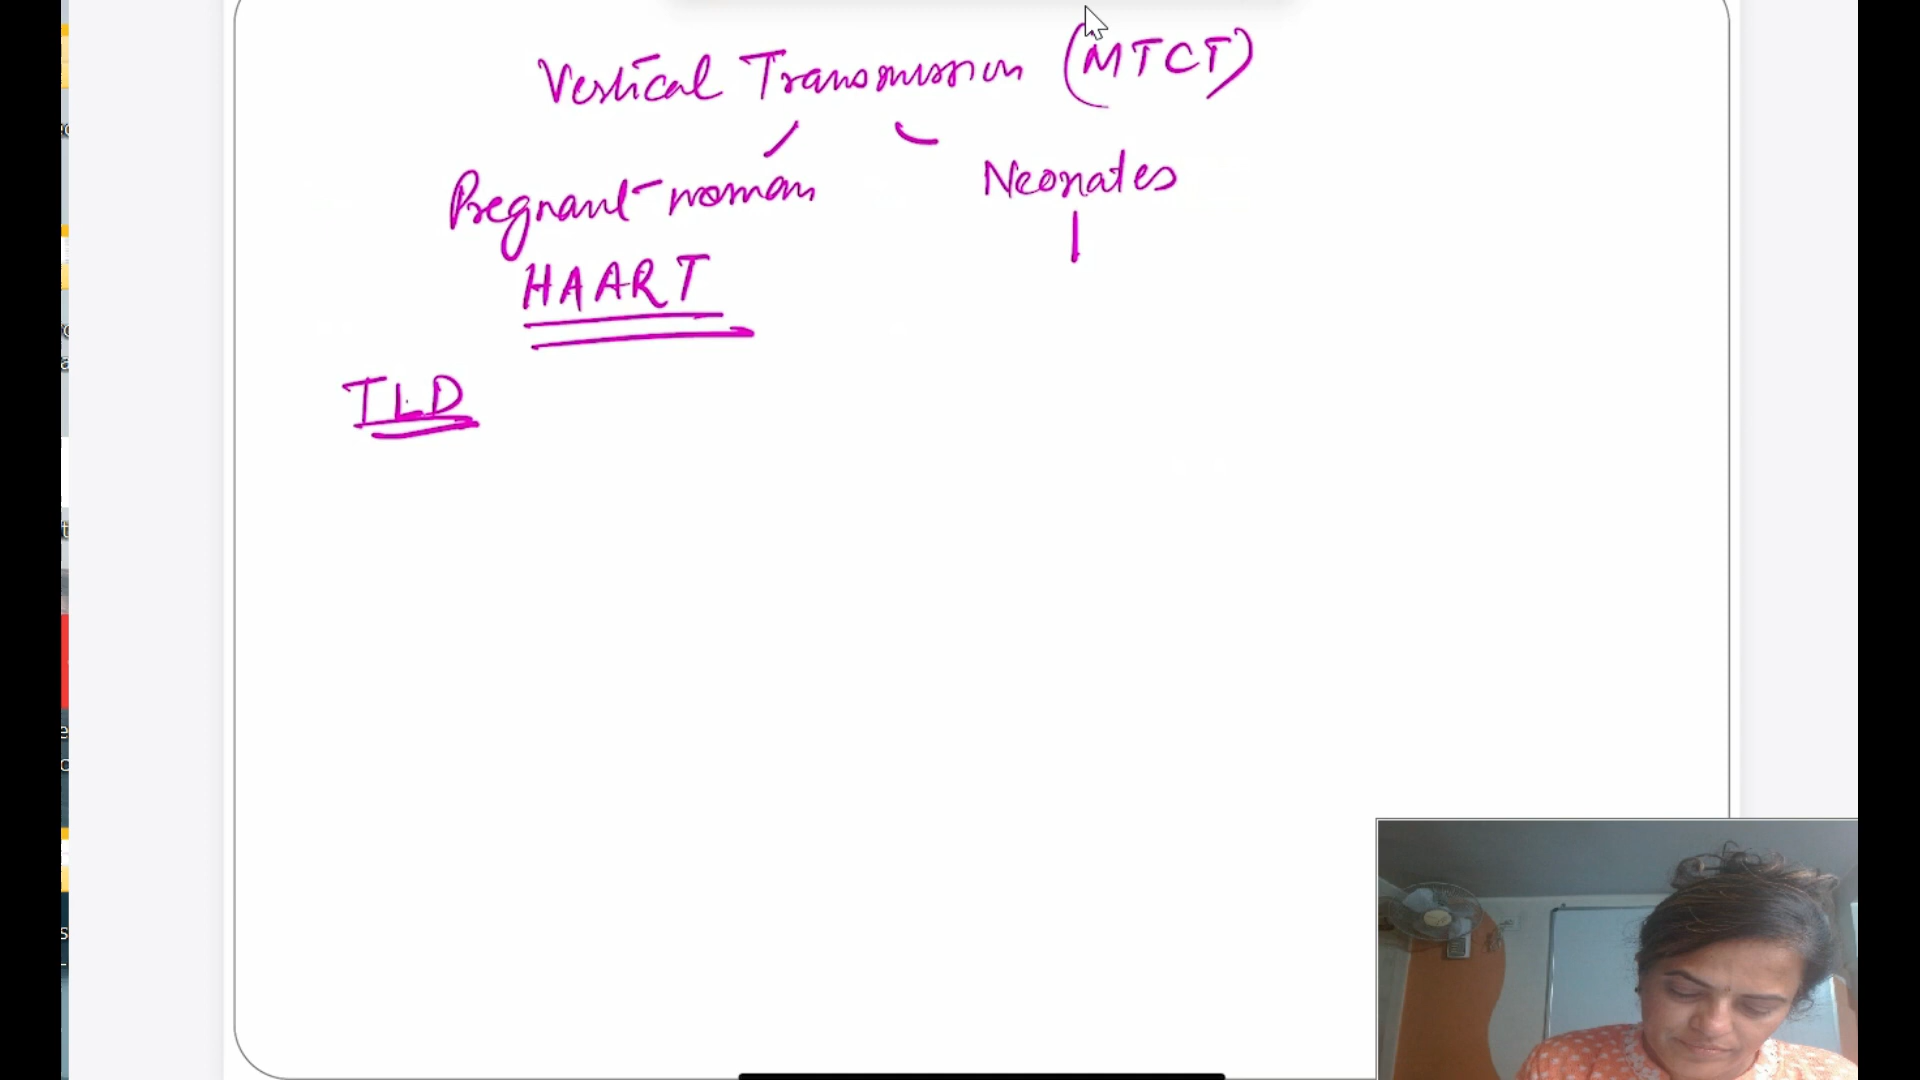 Vertical Transmission (MTCT)
Pregnant woman
Neonates
HAART
TLD